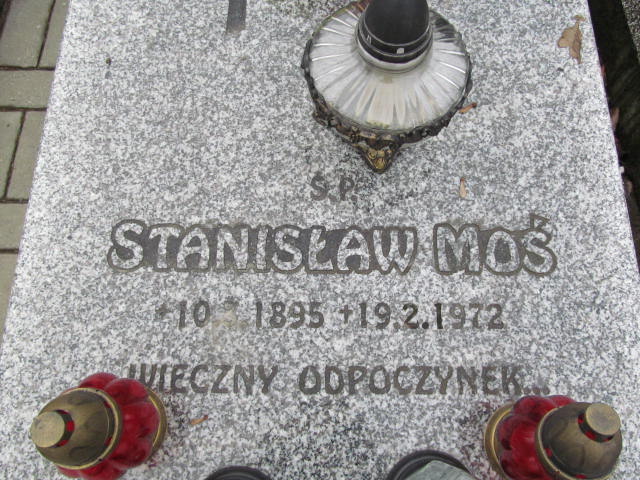 Ś.P.
STANISŁAW MOŚ
1895 +19.2.1972
WIECZNY ODPOCZYNEK...